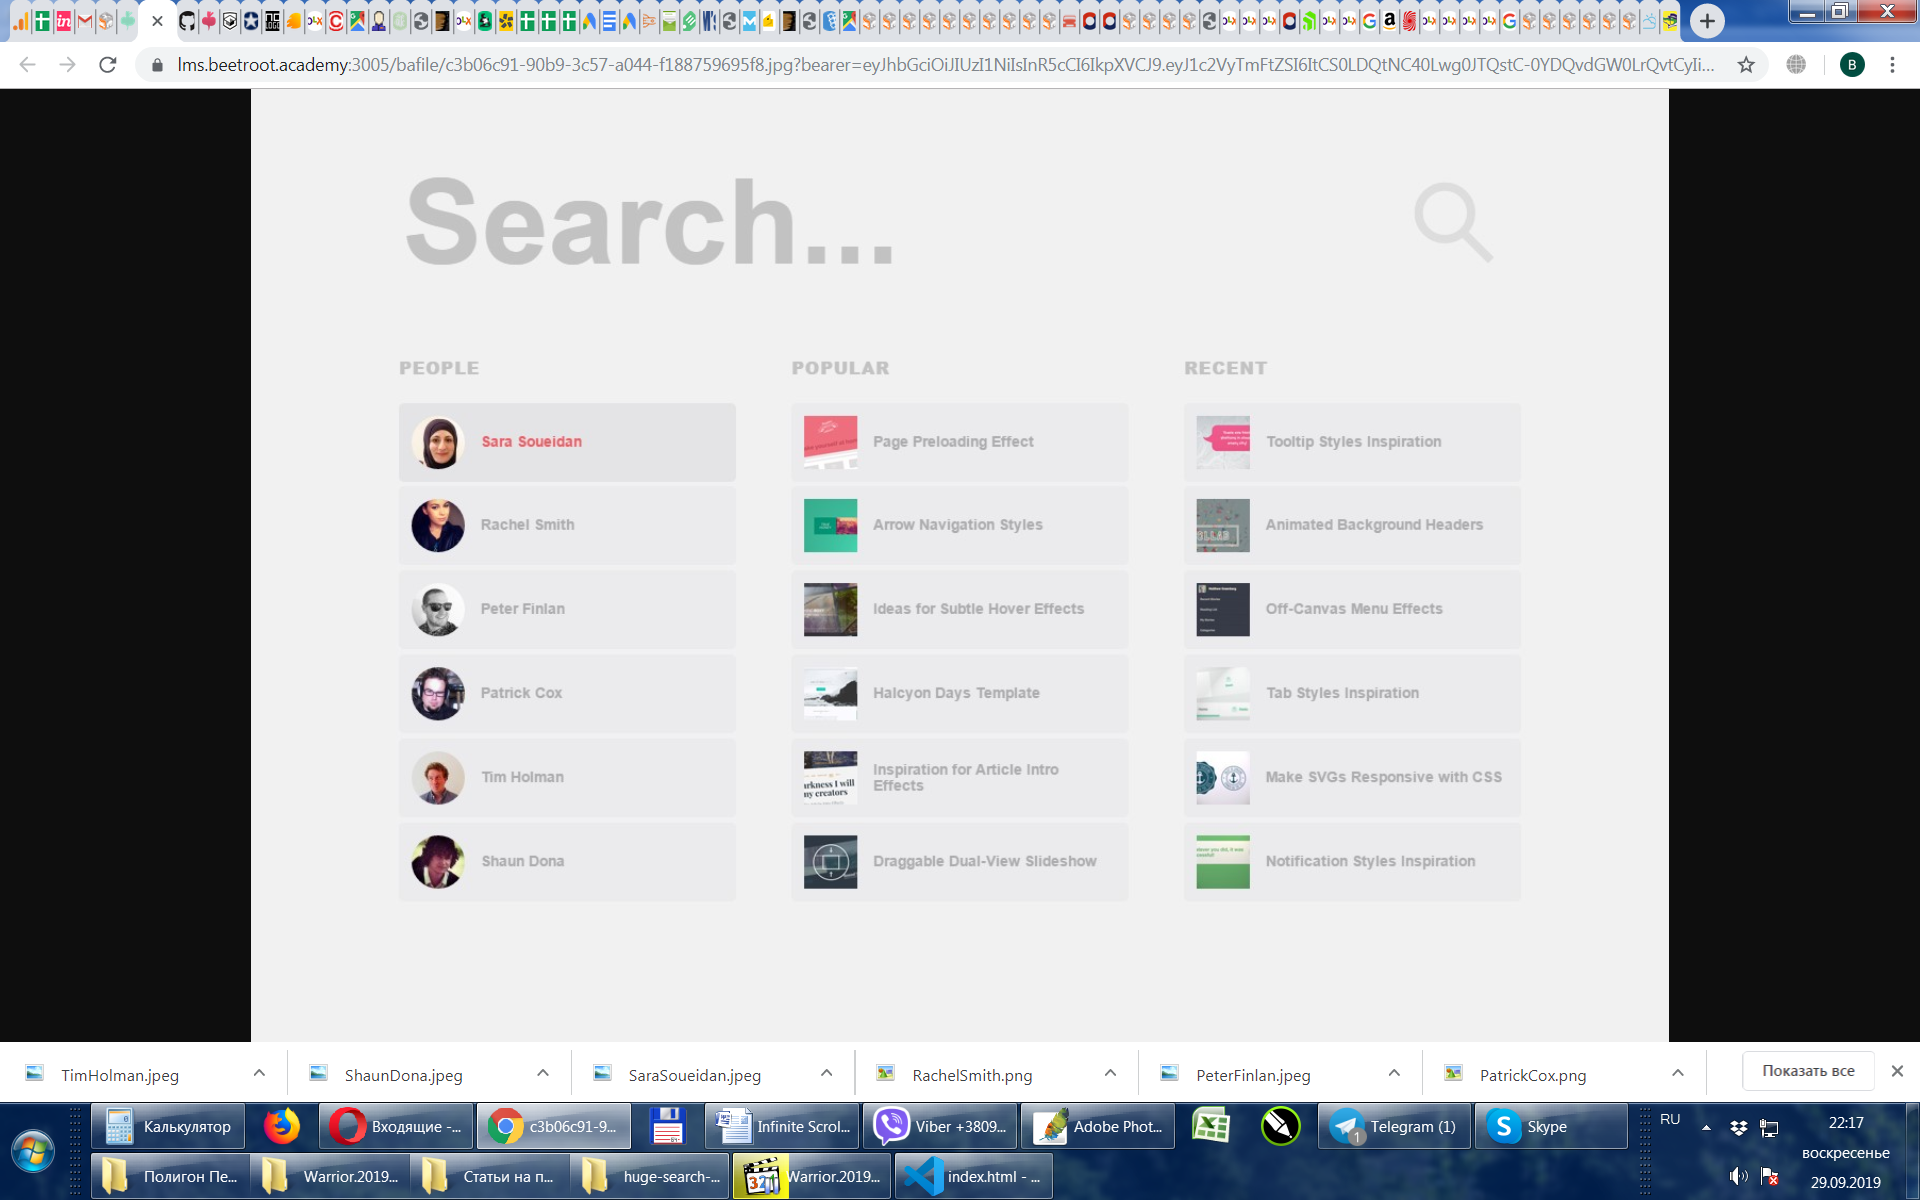 lms.beetroot.academy:3005/bafile/c3b06c91-90b9-3c57-a044-f188759695f8.jpg?bearer=eyJhbGciOiJIUzI1NiIsInR5cCI6IkpXVCJ9.eyJ1c2VyTmFtZSI6ItCS0LDQtNC40Lwg0JTQstC-0YDQvdGW0LrQvtCyIi...
B
Search...
PEOPLE
POPULAR
RECENT
Sara Soueidan
Page Preloading Effect
Tooltip Styles Inspiration
Rachel Smith
Arrow Navigation Styles
Animated Background Headers
Peter Finlan
Ideas for Subtle Hover Effects
Off-Canvas Menu Effects
Patrick Cox
Halcyon Days Template
Tab Styles Inspiration
Tim Holman
Inspiration for Article Intro
Effects
Make SVGs Responsive with CSS
Shaun Dona
Draggable Dual-View Slideshow
Notification Styles Inspiration
TimHolman.jpeg
ShaunDona.jpeg
SaraSoueidan.jpeg
RachelSmith.png
PeterFinlan.jpeg
PatrickCox.png
Показать все
Калькулятор
Входящие -...
c3b06c91-9...
Infinite Scrol...
Viber +3809...
Adobe Phot...
Telegram (1)
Skype
RU
22:17
Полигон Пе...
Warrior.2019...
Статьи на п...
huge-search-...
Warrior.2019...
index.html - ...
воскресенье
29.09.2019